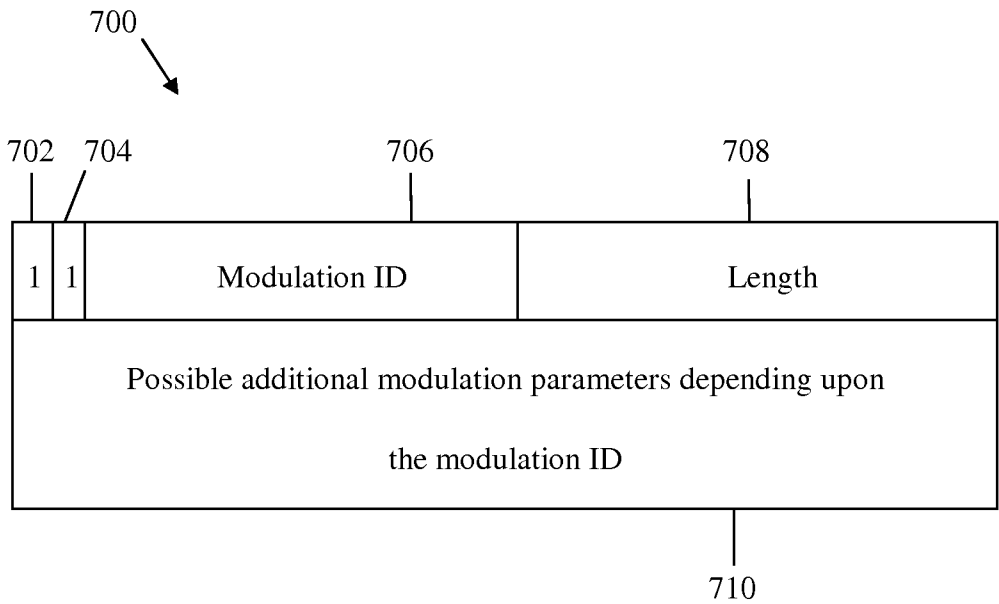 700
702 704 706 708
1 1 Modulation ID Length
Possible additional modulation parameters depending upon
the modulation ID
710